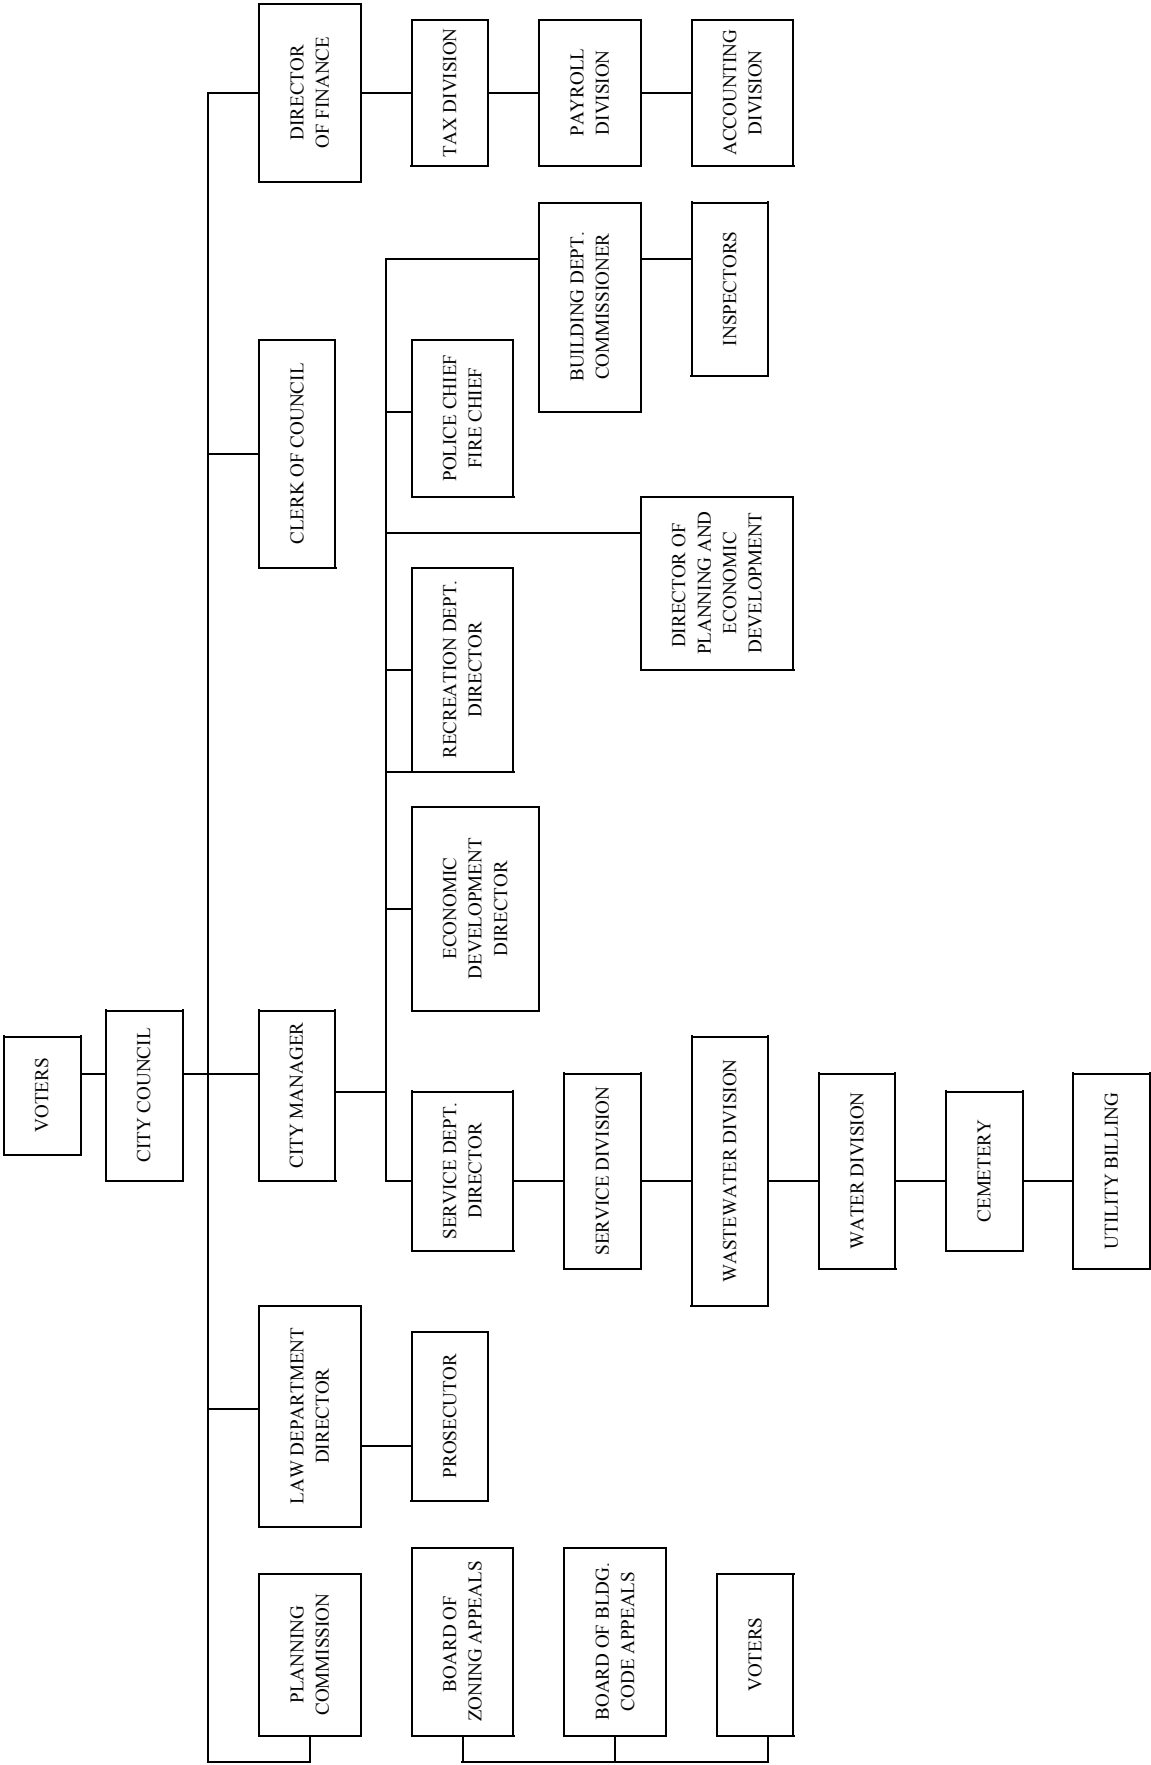 VOTERS
CITY COUNCIL
PLANNING
COMMISSION
LAW DEPARTMENT
DIRECTOR
CITY MANAGER
CLERK OF COUNCIL
DIRECTOR
OF FINANCE
BOARD OF
ZONING APPEALS
PROSECUTOR
SERVICE DEPT.
DIRECTOR
ECONOMIC
DEVELOPMENT
DIRECTOR
RECREATION DEPT.
DIRECTOR
POLICE CHIEF
FIRE CHIEF
TAX DIVISION
BOARD OF BLDG.
CODE APPEALS
SERVICE DIVISION
BUILDING DEPT.
COMMISSIONER
PAYROLL
DIVISION
VOTERS
WASTEWATER DIVISION
DIRECTOR OF
PLANNING AND
ECONOMIC
DEVELOPMENT
INSPECTORS
ACCOUNTING
DIVISION
WATER DIVISION
CEMETERY
UTILITY BILLING